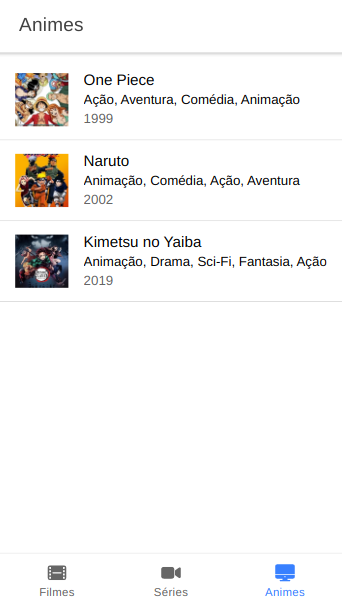 Animes
One Piece
Ação, Aventura, Comédia, Animação
1999
Naruto
Animação, Comédia, Ação, Aventura
2002
Kimetsu no Yaiba
Animação, Drama, Sci-Fi, Fantasia, Ação
2019
Filmes
Séries
Animes